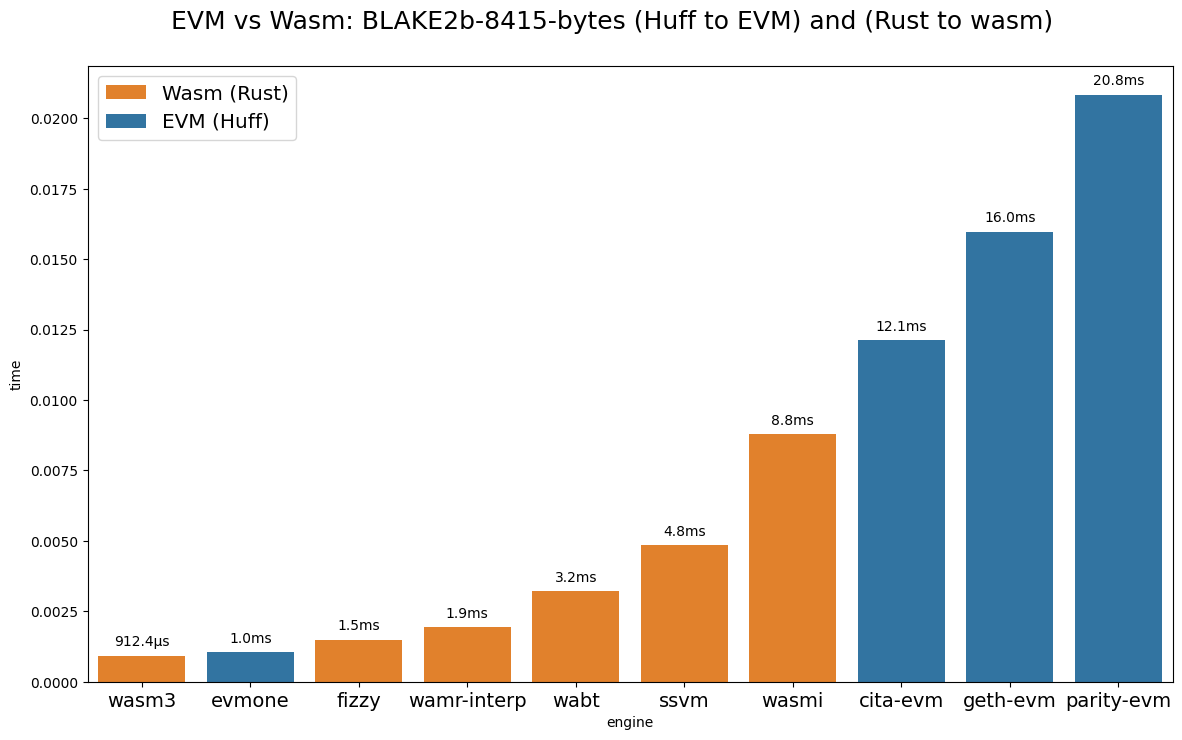 EVM vs Wasm: BLAKE2b-8415-bytes (Huff to EVM) and (Rust to wasm)
Wasm (Rust)
EVM (Huff)
time
0.0200
0.0175
0.0150
0.0125
0.0100
0.0075
0.0050
0.0025
0.0000
912.4µs
1.0ms
1.5ms
1.9ms
3.2ms
4.8ms
8.8ms
12.1ms
16.0ms
20.8ms
wasm3 evmone fizzy wamr-interp wabt ssvm wasmi cita-evm geth-evm parity-evm
engine